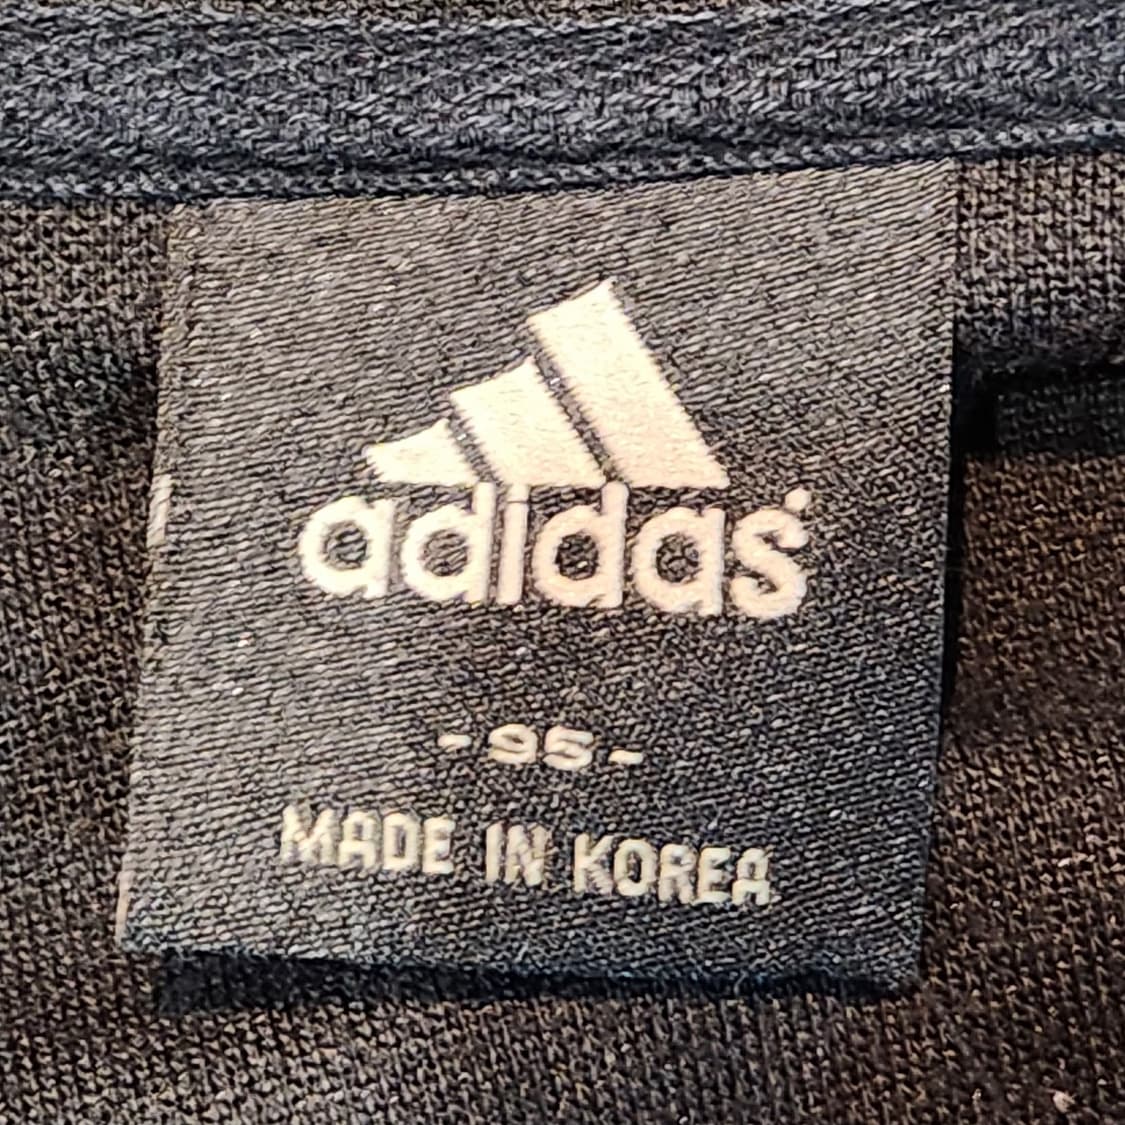 adidas
-95-
MADE IN KOREA